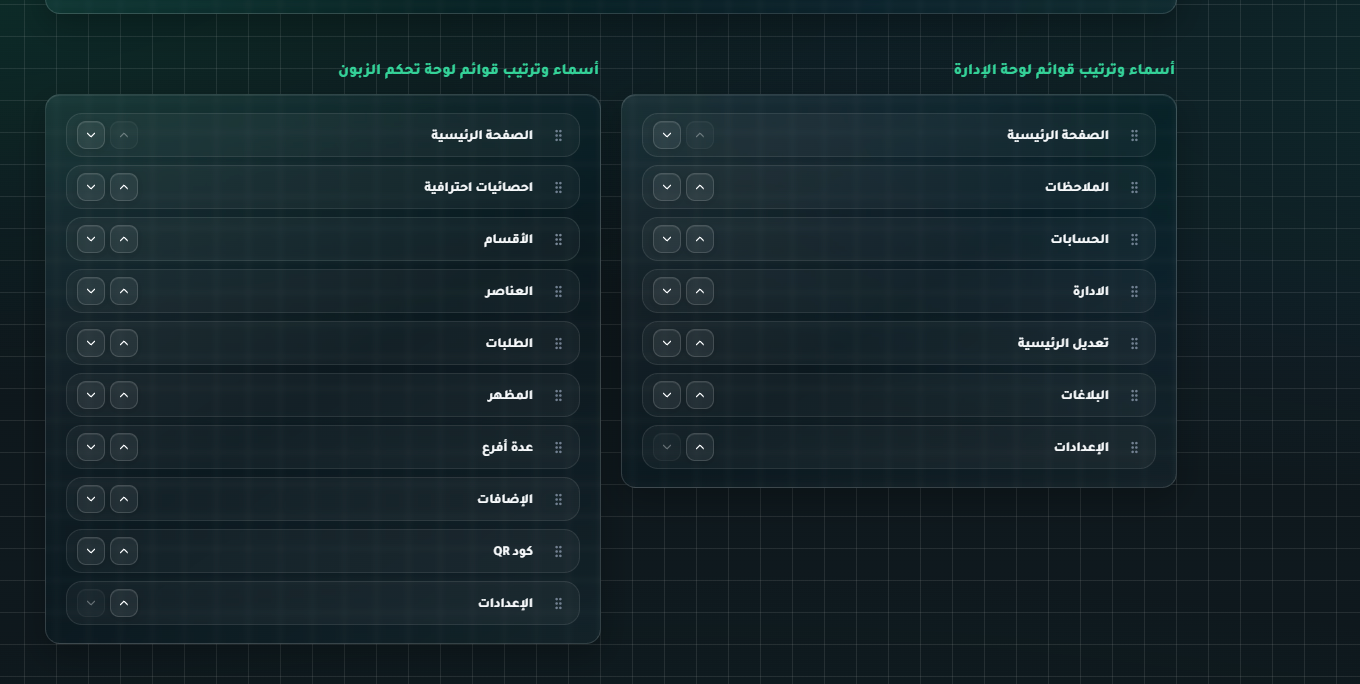 أسماء وترتيب قوائم لوحة الإدارة
الصفحة الرئيسية
الملاحظات
الحسابات
الادارة
تعديل الرئيسية
البلاغات
الإعدادات
أسماء وترتيب قوائم لوحة تحكم الزبون
الصفحة الرئيسية
احصائيات احترافية
الأقسام
العناصر
الطلبات
المظهر
عدة أفرع
الإضافات
كود QR
الإعدادات